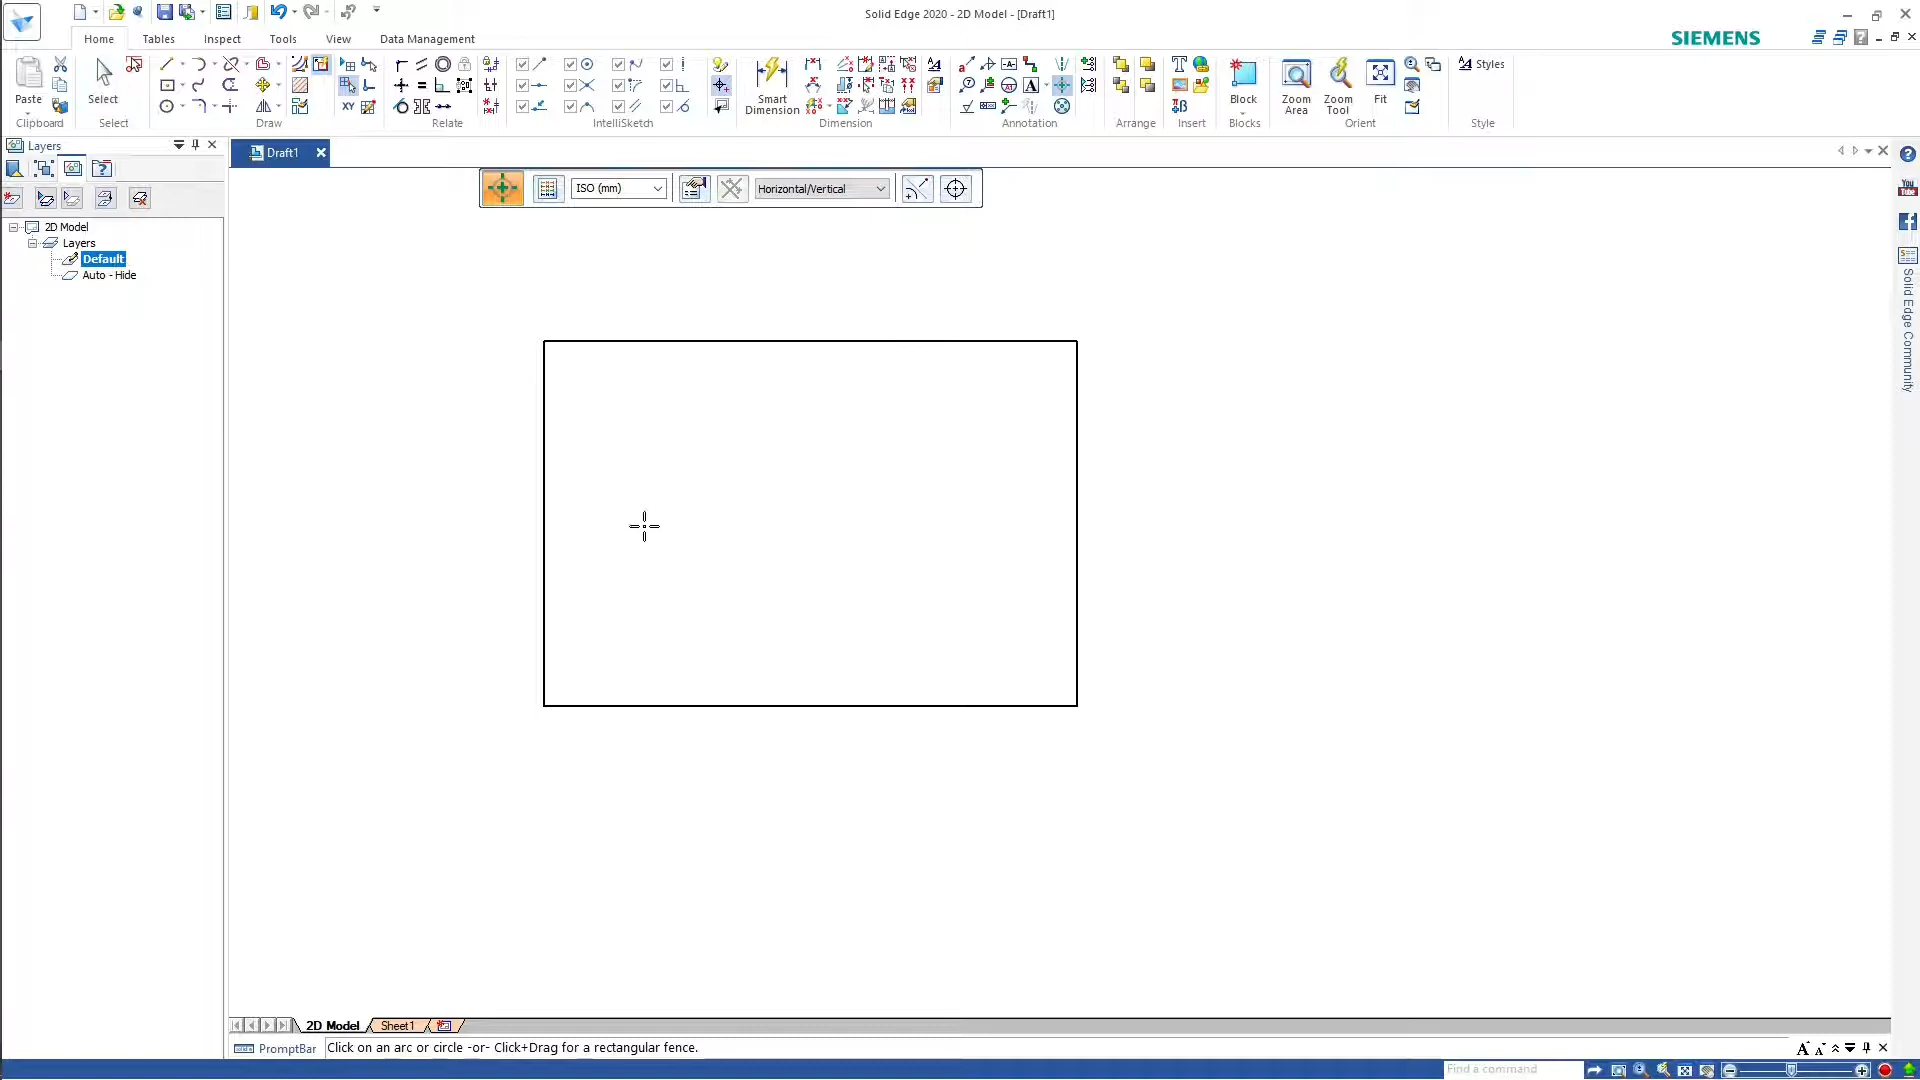 Solid Edge 2020 - 2D Model - [Draft1]
Home
Tables
Inspect
Tools
View
Data Management
SIEMENS
Paste
Select
Smart
Dimension
Block
Zoom
Area
Zoom
Tool
Fit
Styles
XY
Clipboard
Select
Draw
Relate
IntelliSketch
Dimension
Annotation
Arrange
Insert
Blocks
Orient
Style
Layers
Draft1
ISO (mm)
Horizontal/Vertical
2D Model
Layers
Default
Auto - Hide
You
Tube
Solid Edge Community
2D Model
Sheet1
PromptBar
Click on an arc or circle -or- Click+Drag for a rectangular fence.
Find a command